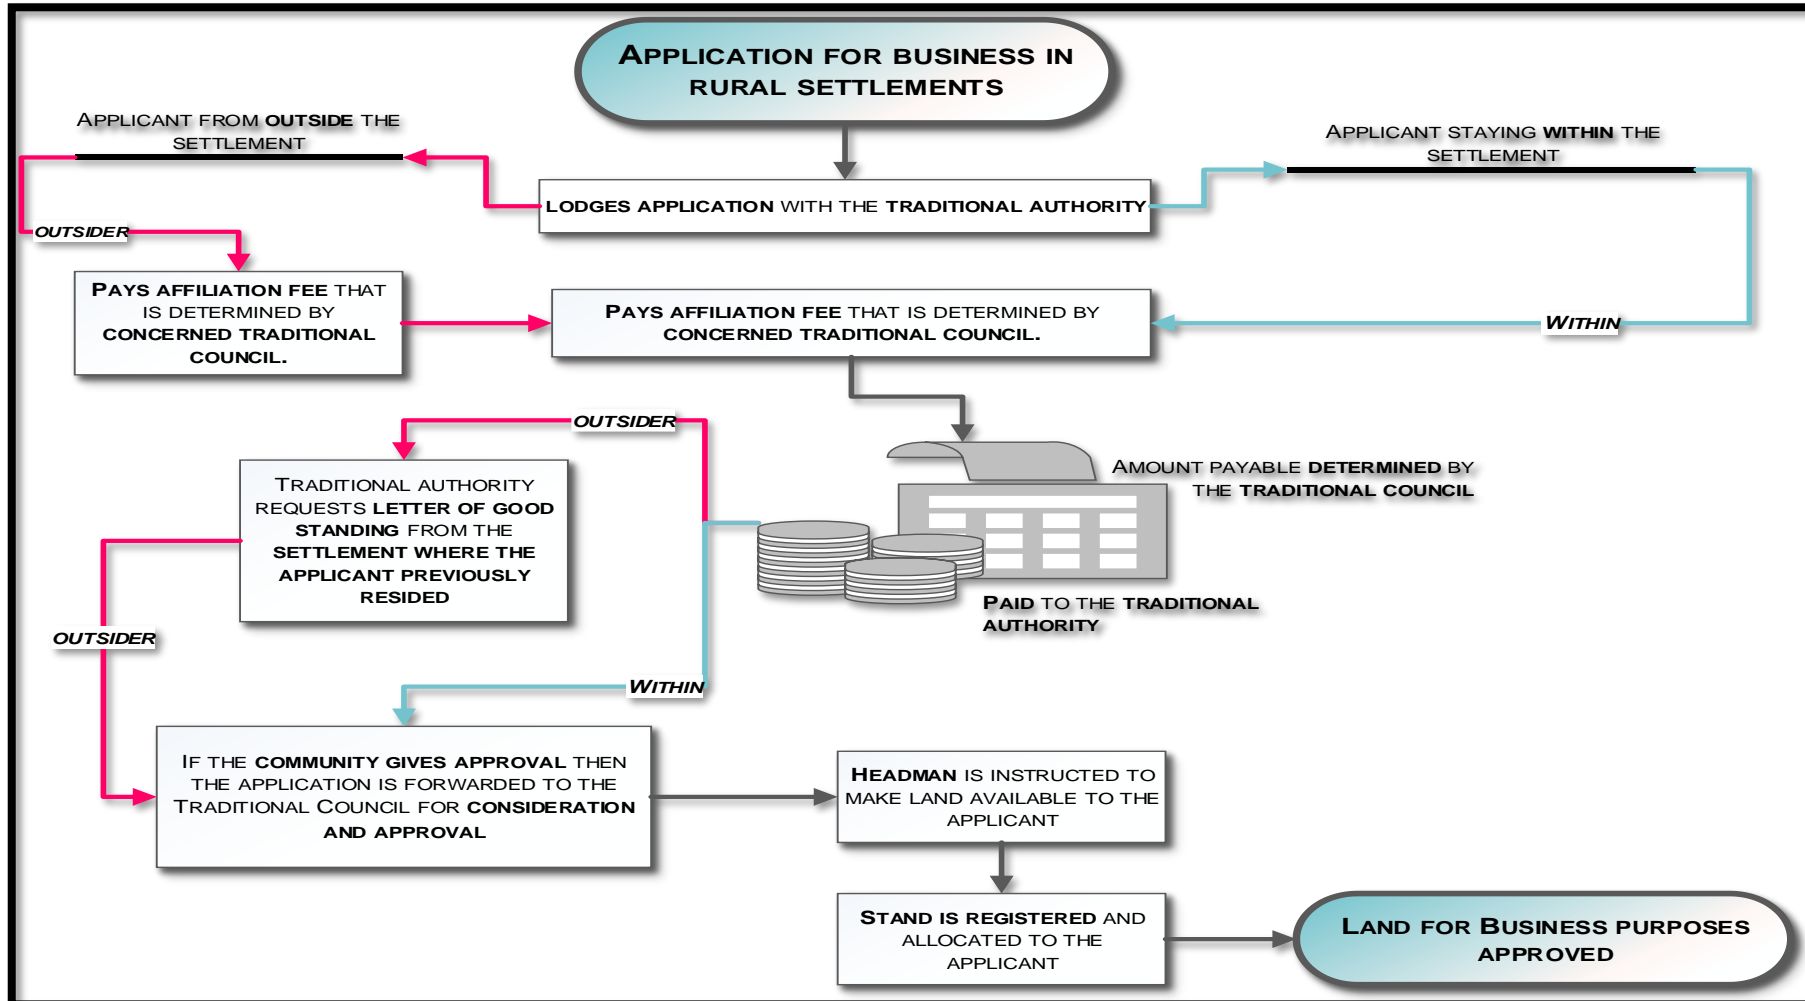 APPLICATION FOR BUSINESS IN
RURAL SETTLEMENTS
APPLICANT FROM OUTSIDE THE
SETTLEMENT
APPLICANT STAYING WITHIN THE
SETTLEMENT
LODGES APPLICATION WITH THE TRADITIONAL AUTHORITY
OUTSIDER
PAYS AFFILIATION FEE THAT
IS DETERMINED BY
CONCERNED TRADITIONAL
COUNCIL.
PAYS AFFILIATION FEE THAT IS DETERMINED BY
CONCERNED TRADITIONAL COUNCIL.
WITHIN
OUTSIDER
TRADITIONAL AUTHORITY
REQUESTS LETTER OF GOOD
STANDING FROM THE
SETTLEMENT WHERE THE
APPLICANT PREVIOUSLY
RESIDED
AMOUNT PAYABLE DETERMINED BY
THE TRADITIONAL COUNCIL
PAID TO THE TRADITIONAL
AUTHORITY
OUTSIDER
WITHIN
IF THE COMMUNITY GIVES APPROVAL THEN
THE APPLICATION IS FORWARDED TO THE
TRADITIONAL COUNCIL FOR CONSIDERATION
AND APPROVAL
HEADMAN IS INSTRUCTED TO
MAKE LAND AVAILABLE TO THE
APPLICANT
STAND IS REGISTERED AND
ALLOCATED TO THE
APPLICANT
LAND FOR BUSINESS PURPOSES
APPROVED